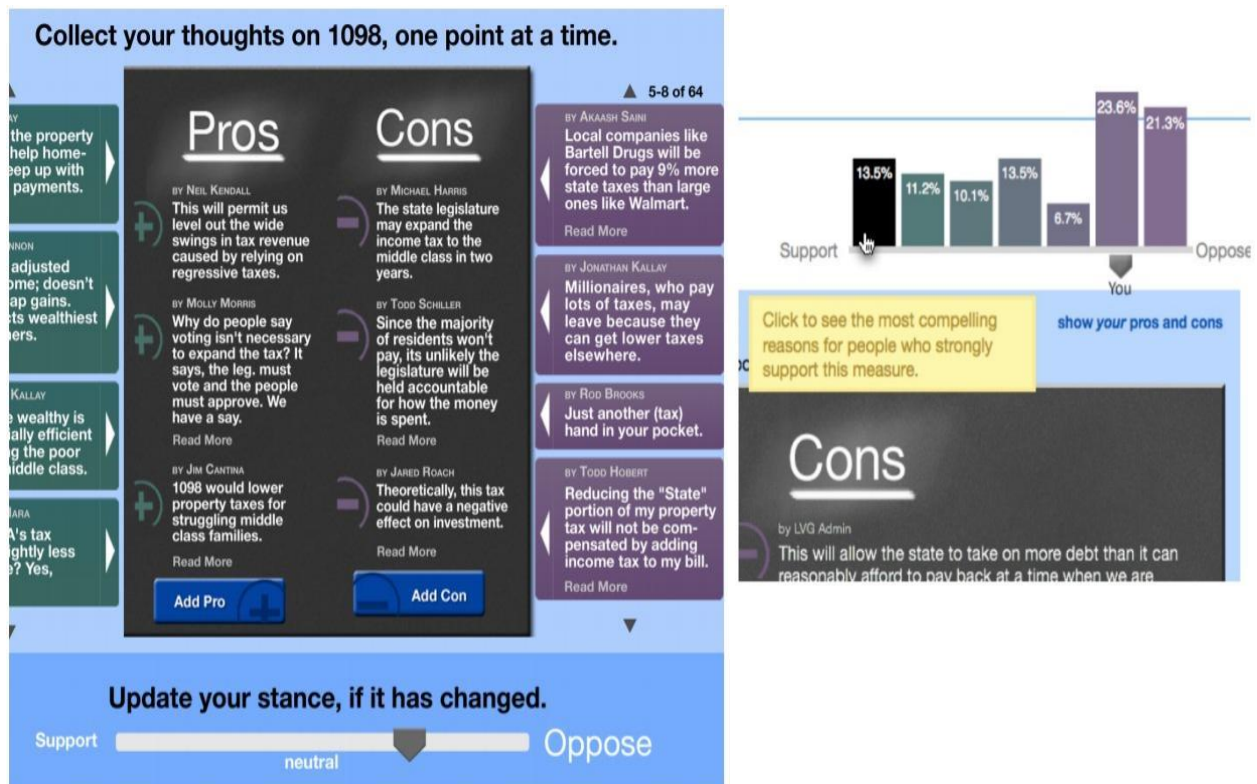 Collect your thoughts on 1098, one point at a time.
AY
the property
help home-
eep up with
payments.
NNON
adjusted
ome; doesn't
ap gains.
cts wealthiest
ners.
KALLAY
e wealthy is
ially efficient
g the poor
niddle class.
ARA
A's tax
ightly less
e? Yes,
Pros
BY NEIL KENDALL
This will permit us
level out the wide
swings in tax revenue
caused by relying on
regressive taxes.
BY MOLLY MORRIS
Why do people say
voting isn't necessary
to expand the tax? It
says, the leg. must
vote and the people
must approve. We
have a say.
Read More
BY JIM CANTINA
1098 would lower
property taxes for
struggling middle
class families.
Read More
Add Pro
Cons
BY MICHAEL HARRIS
The state legislature
may expand the
income tax to the
middle class in two
years.
BY TODD SCHILLER
Since the majority
of residents won't
pay, its unlikely the
legislature will be
held accountable
for how the money
is spent.
Read More
BY JARED ROACH
Theoretically, this tax
could have a negative
effect on investment.
Read More
Add Con
5-8 of 64
BY AKAASH SAINI
Local companies like
Bartell Drugs will be
forced to pay 9% more
state taxes than large
ones like Walmart.
Read More
BY JONATHAN KALLAY
Millionaires, who pay
lots of taxes, may
leave because they
can get lower taxes
elsewhere.
BY ROD BROOKS
Just another (tax)
hand in your pocket.
BY TODD HOBERT
Reducing the "State"
portion of my property
tax will not be com-
pensated by adding
income tax to my bill.
Read More
Update your stance, if it has changed.
Support
neutral
Oppose
13.5%
11.2%
10.1%
13.5%
6.7%
23.6%
21.3%
Support
Oppose
You
Click to see the most compelling
reasons for people who strongly
support this measure.
show your pros and cons
Cons
by LVG Admin
This will allow the state to take on more debt than it can
reasonably afford to pay back at a time when we are